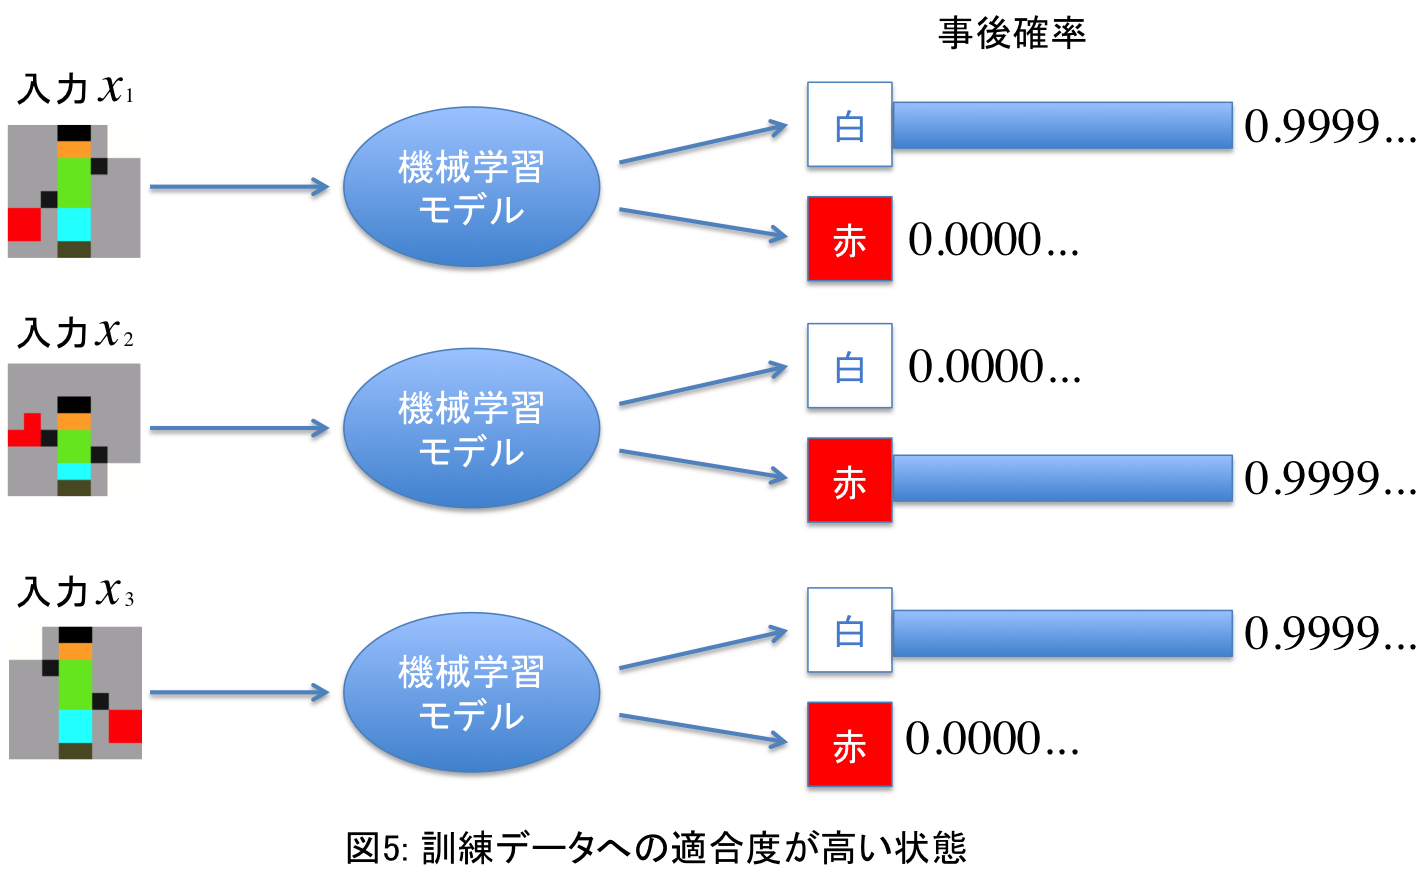 事後確率
入力 x1
機械学習
モデル
白
0.9999...
赤
0.0000...
入力 x2
機械学習
モデル
白
0.0000...
赤
0.9999...
入力 x3
機械学習
モデル
白
0.9999...
赤
0.0000...
図5: 訓練データへの適合度が高い状態